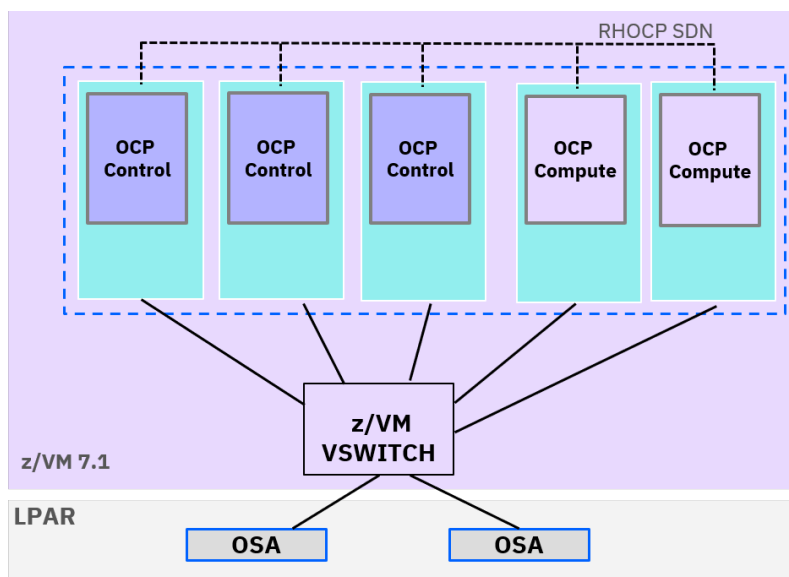 RHOCP SDN
OCP
Control
OCP
Control
OCP
Control
OCP
Compute
OCP
Compute
z/VM
VSWITCH
z/VM 7.1
LPAR
OSA
OSA